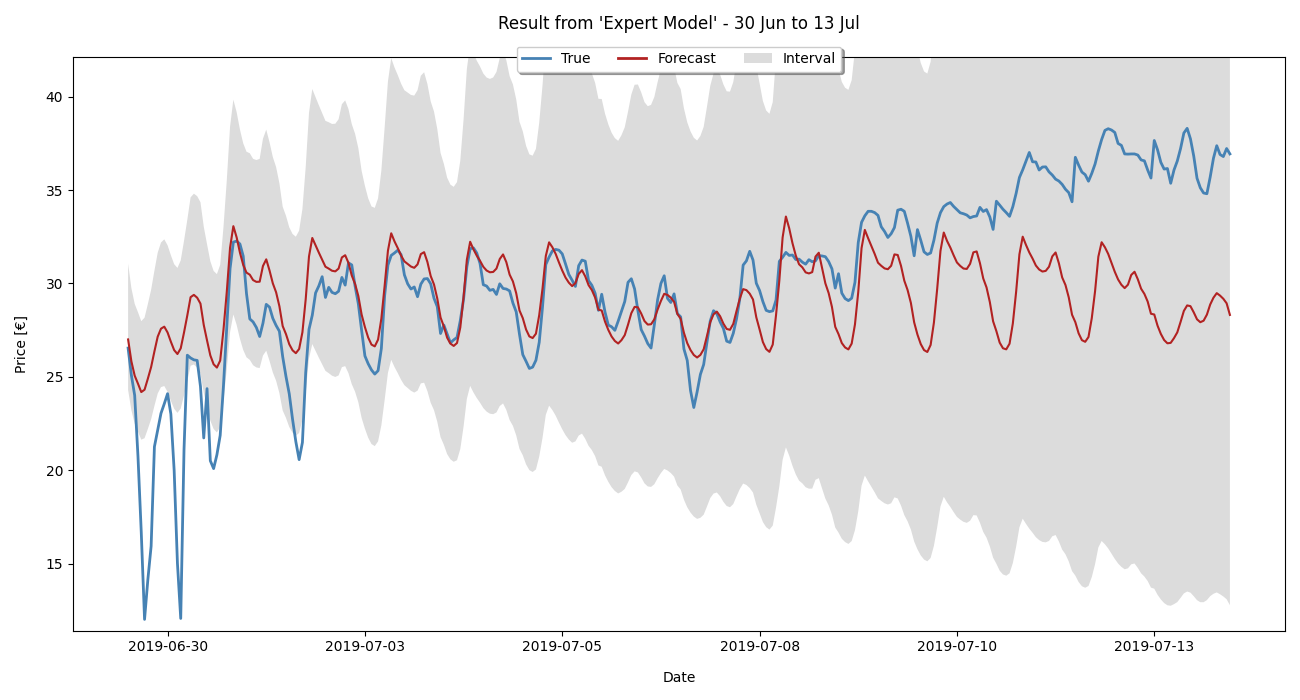 Result from 'Expert Model' - 30 Jun to 13 Jul
True Forecast Interval
40
35
30
25
20
15
Price [€]
2019-06-30 2019-07-03 2019-07-05 2019-07-08 2019-07-10 2019-07-13
Date